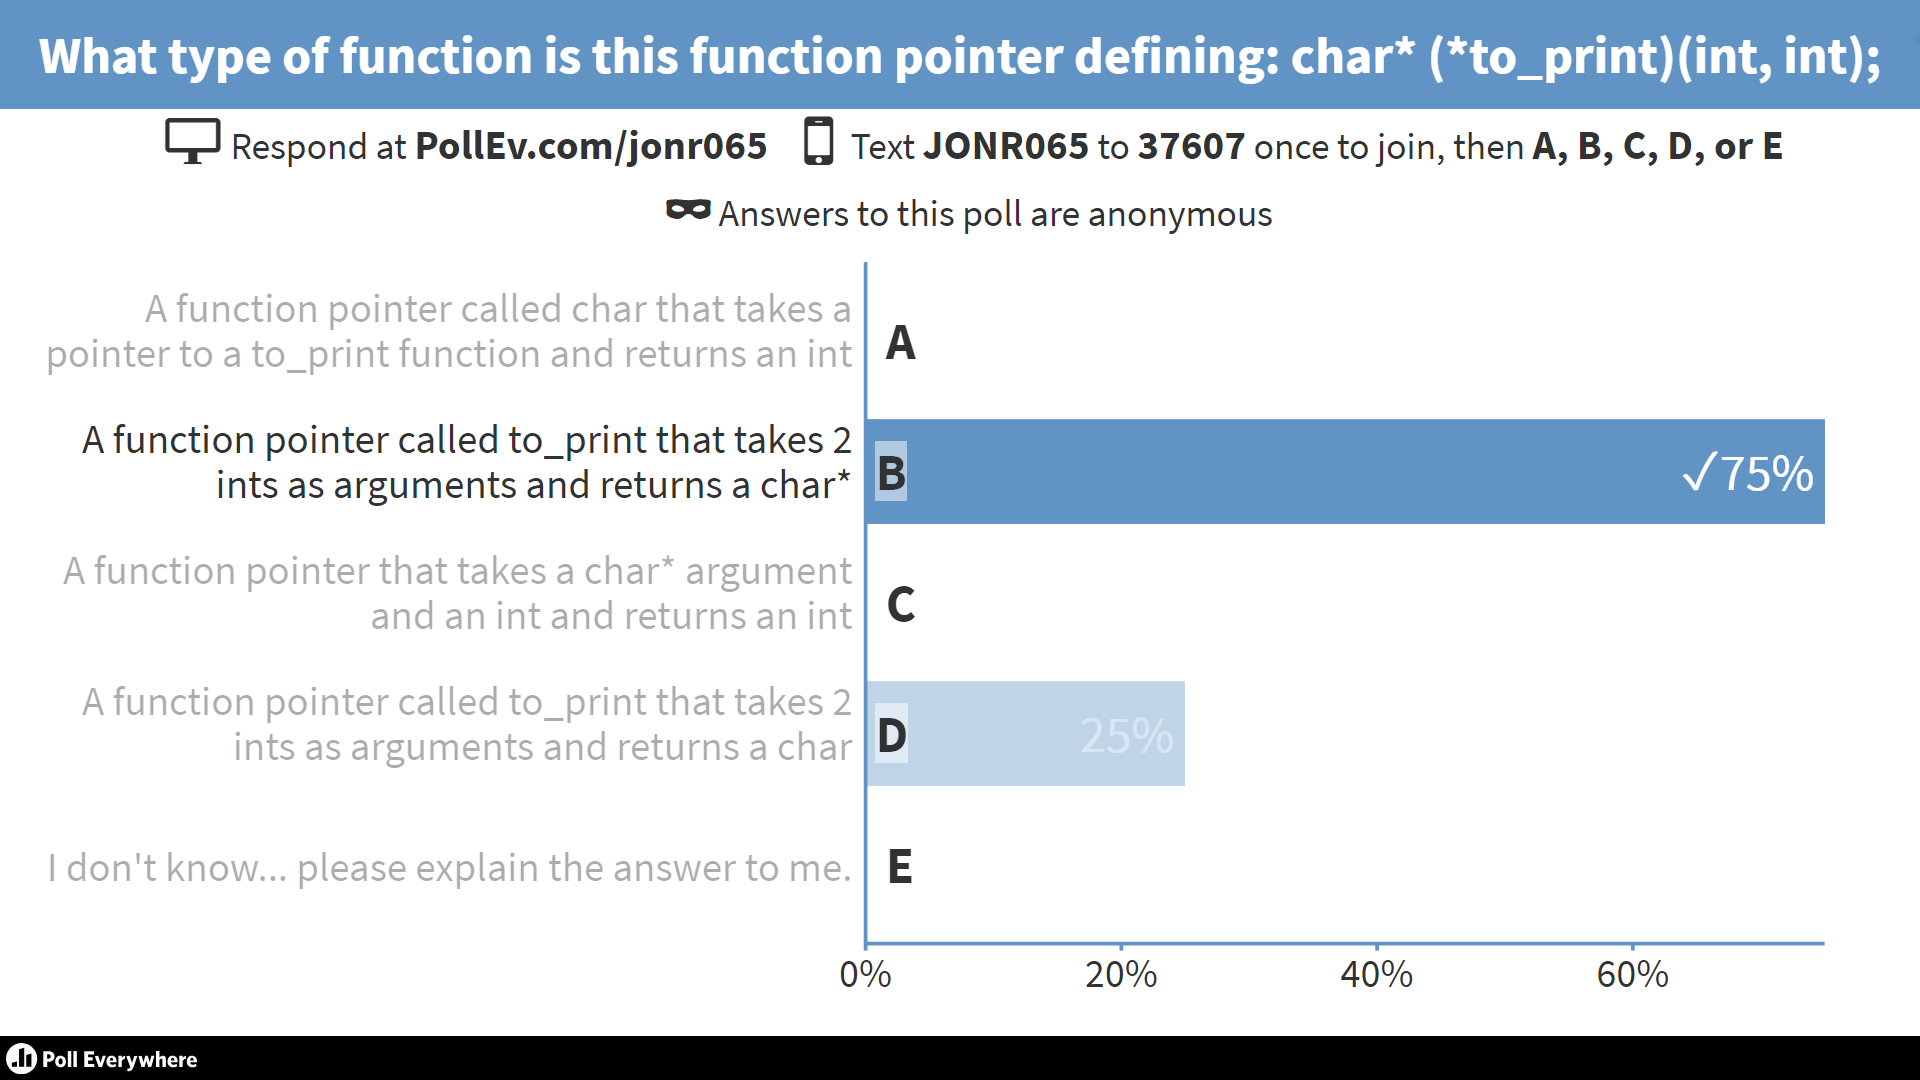 What type of function is this function pointer defining: char* (*to_print)(int, int);
Respond at PollEv.com/jonr065 Text JONR065 to 37607 once to join, then A, B, C, D, or E
Answers to this poll are anonymous
A function pointer called char that takes a
pointer to a to_print function and returns an int
A
A function pointer called to_print that takes 2
ints as arguments and returns a char*
B
✓75%
A function pointer that takes a char* argument
and an int and returns an int
C
A function pointer called to_print that takes 2
ints as arguments and returns a char
D
25%
I don't know... please explain the answer to me.
E
0% 20% 40% 60%
Poll Everywhere